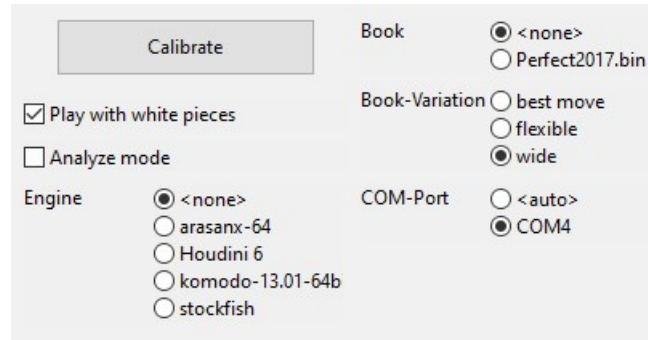 Calibrate
Play with white pieces
Analyze mode
Engine
<none>
arasanx-64
Houdini 6
komodo-13.01-64b
stockfish
Book
<none>
Perfect2017.bin
Book-Variation
best move
flexible
wide
COM-Port
<auto>
COM4